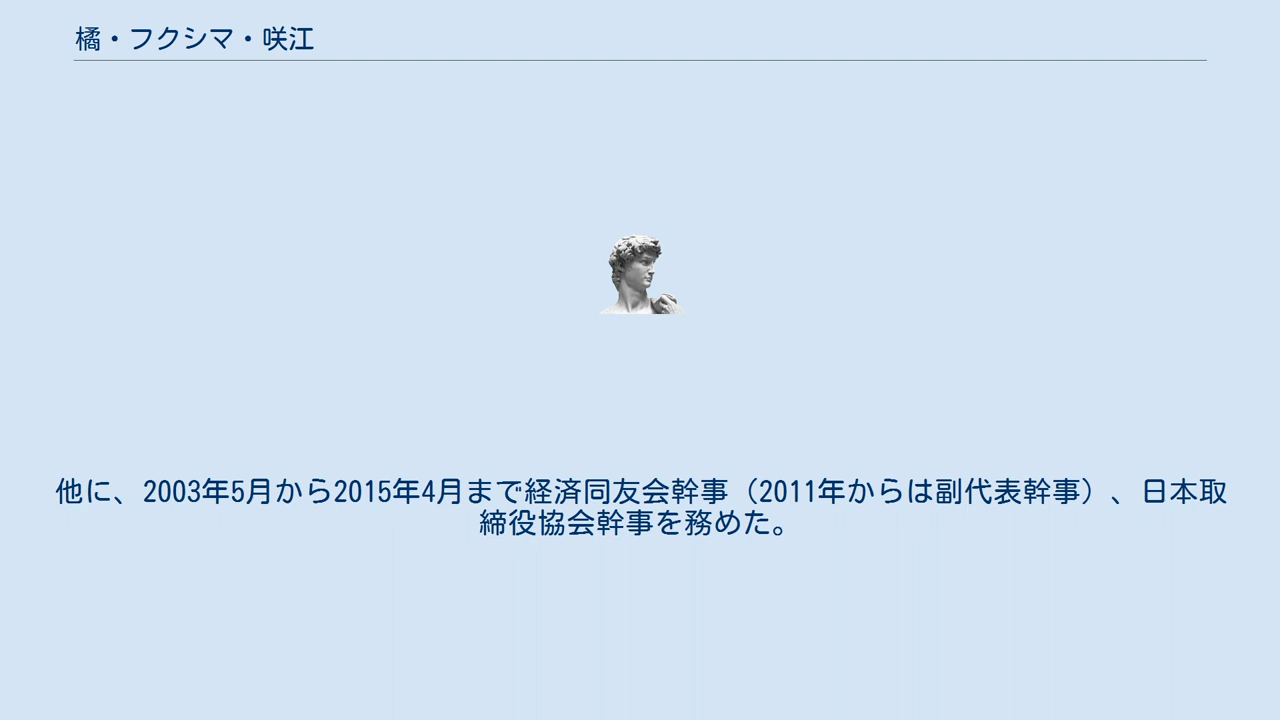 橘・フクシマ・咲江
他に、2003年5月から2015年4月まで経済同友会幹事（2011年からは副代表幹事）、日本取
締役協会幹事を務めた。